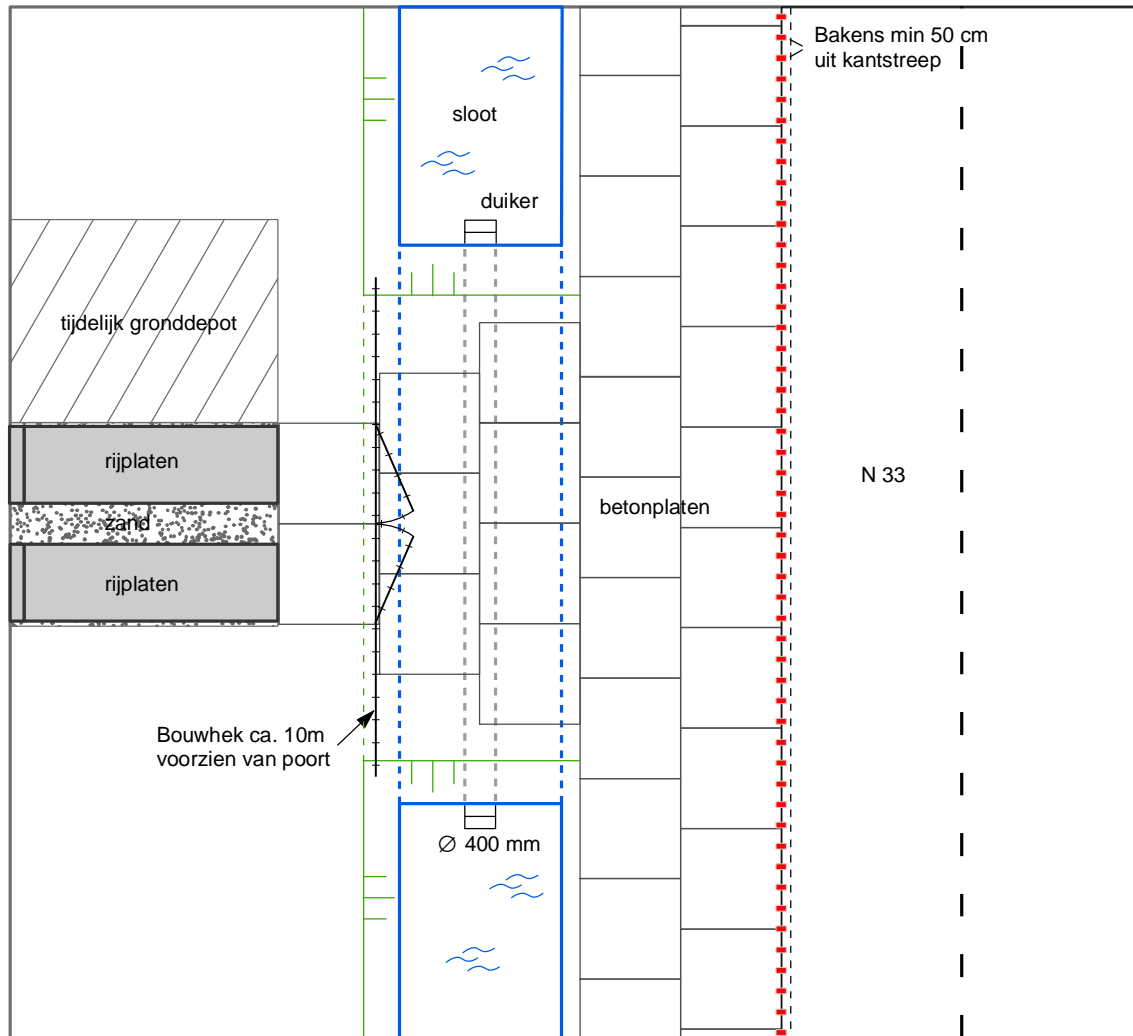 Bakens min 50 cm
uit kantstreep
sloot
duiker
tijdelijk gronddepot
rijplaten
N 33
betonplaten
zand
rijplaten
Bouwhek ca. 10m
voorzien van poort
∅ 400 mm